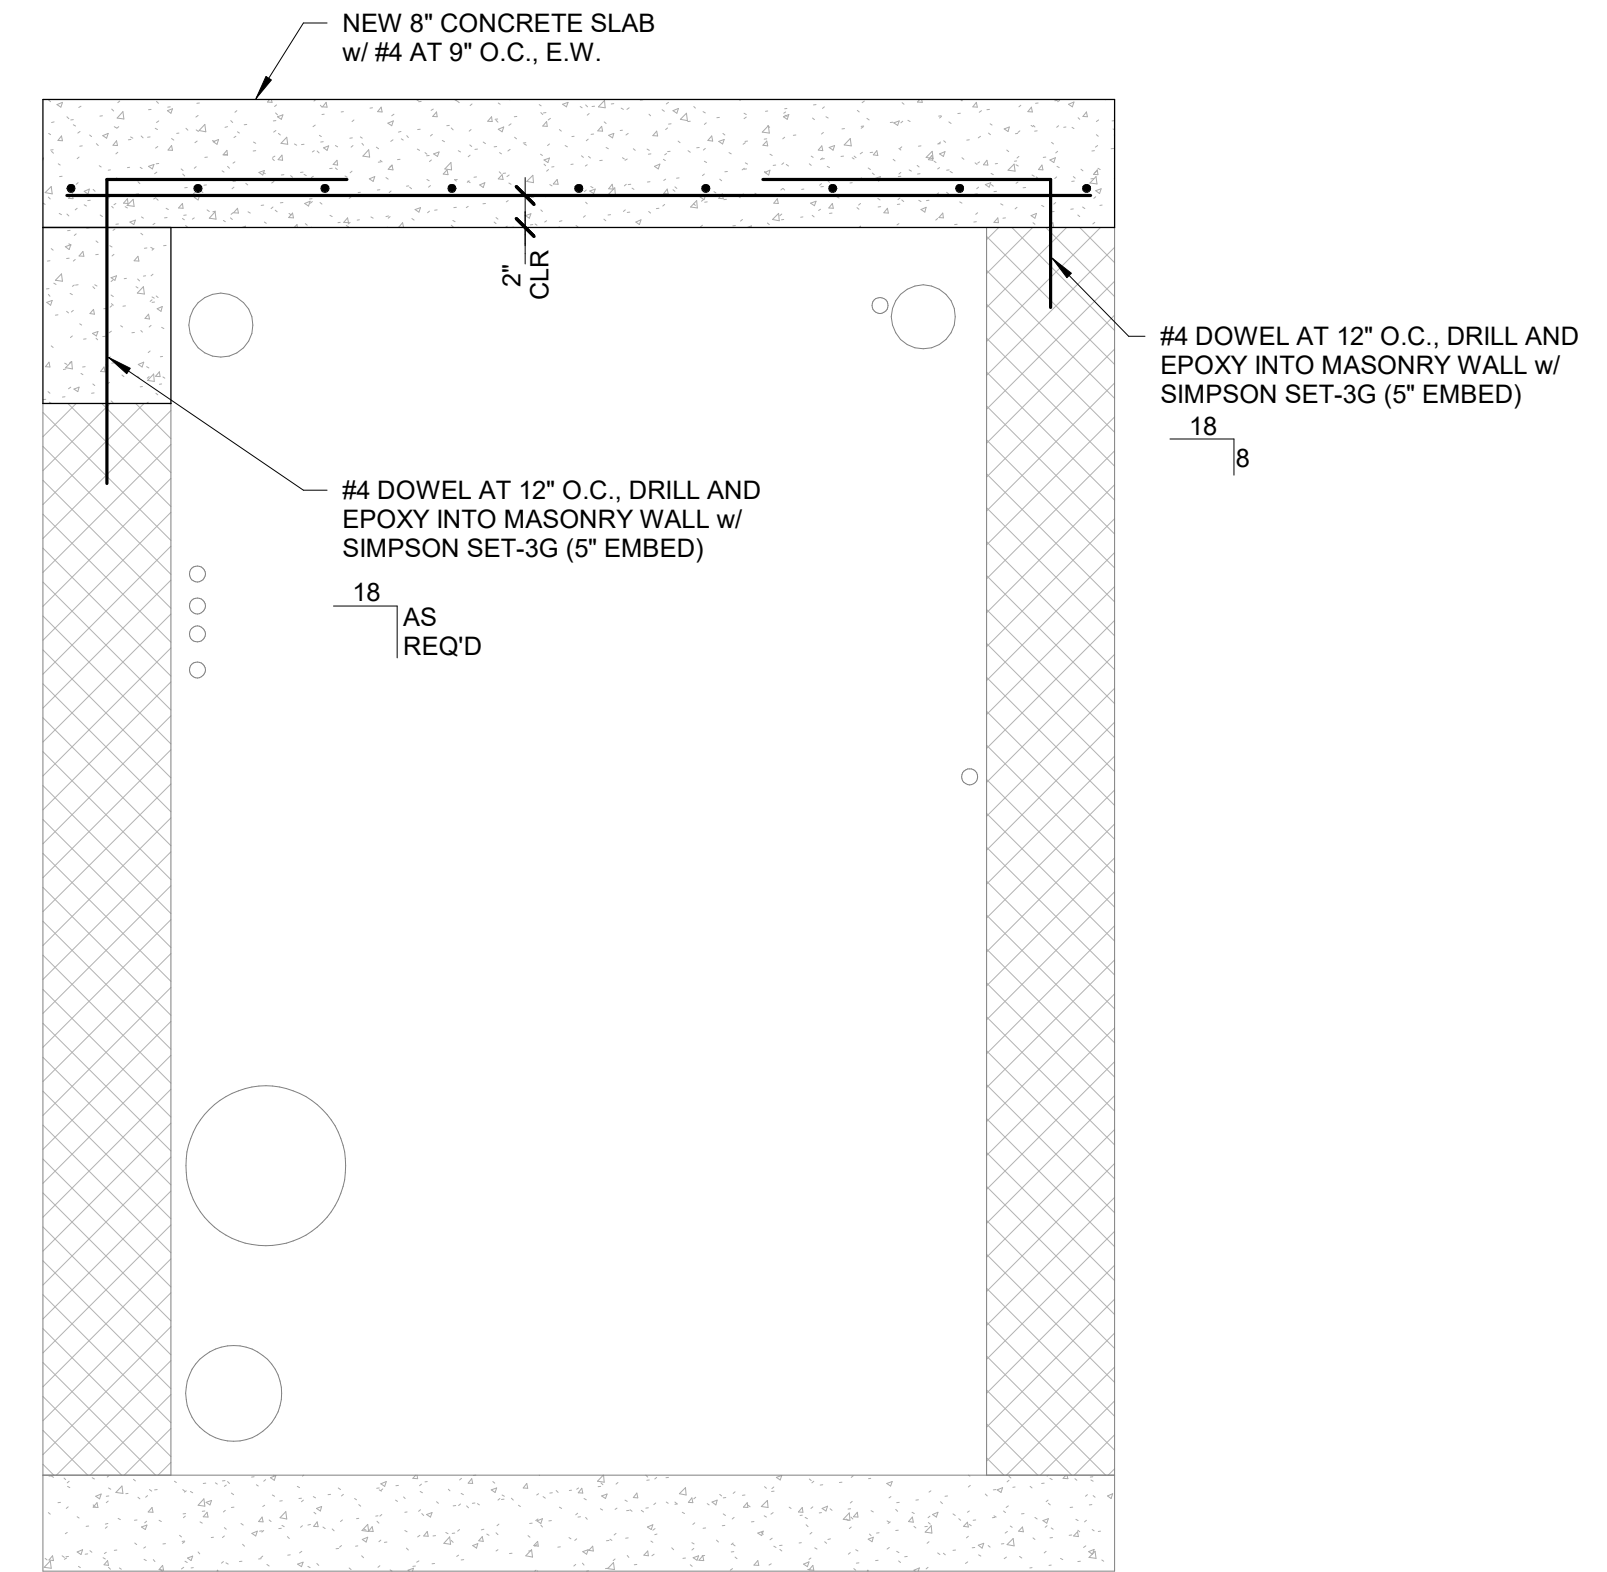 NEW 8" CONCRETE SLAB
w/ #4 AT 9" O.C., E.W.
2"
CLR
#4 DOWEL AT 12" O.C., DRILL AND
EPOXY INTO MASONRY WALL w/
SIMPSON SET-3G (5" EMBED)
18
8
#4 DOWEL AT 12" O.C., DRILL AND
EPOXY INTO MASONRY WALL w/
SIMPSON SET-3G (5" EMBED)
18
AS
REQ'D